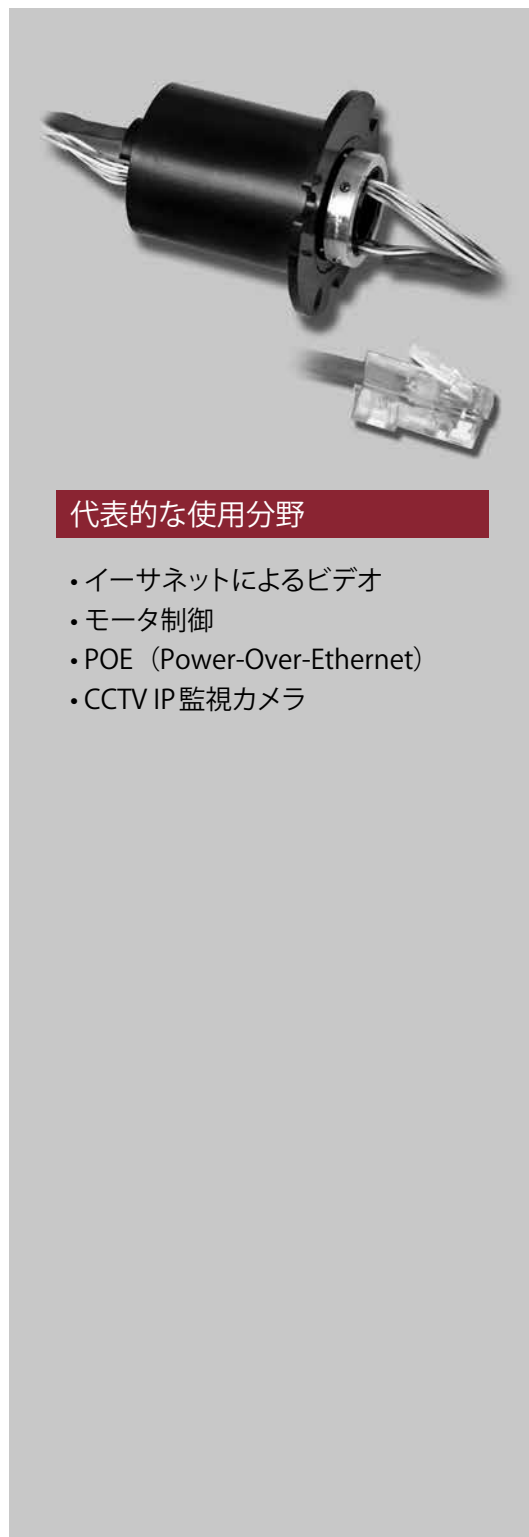 代表的な使用分野
• イーサネットによるビデオ
• モータ制御
• POE（Power-Over-Ethernet）
• CCTV IP監視カメラ